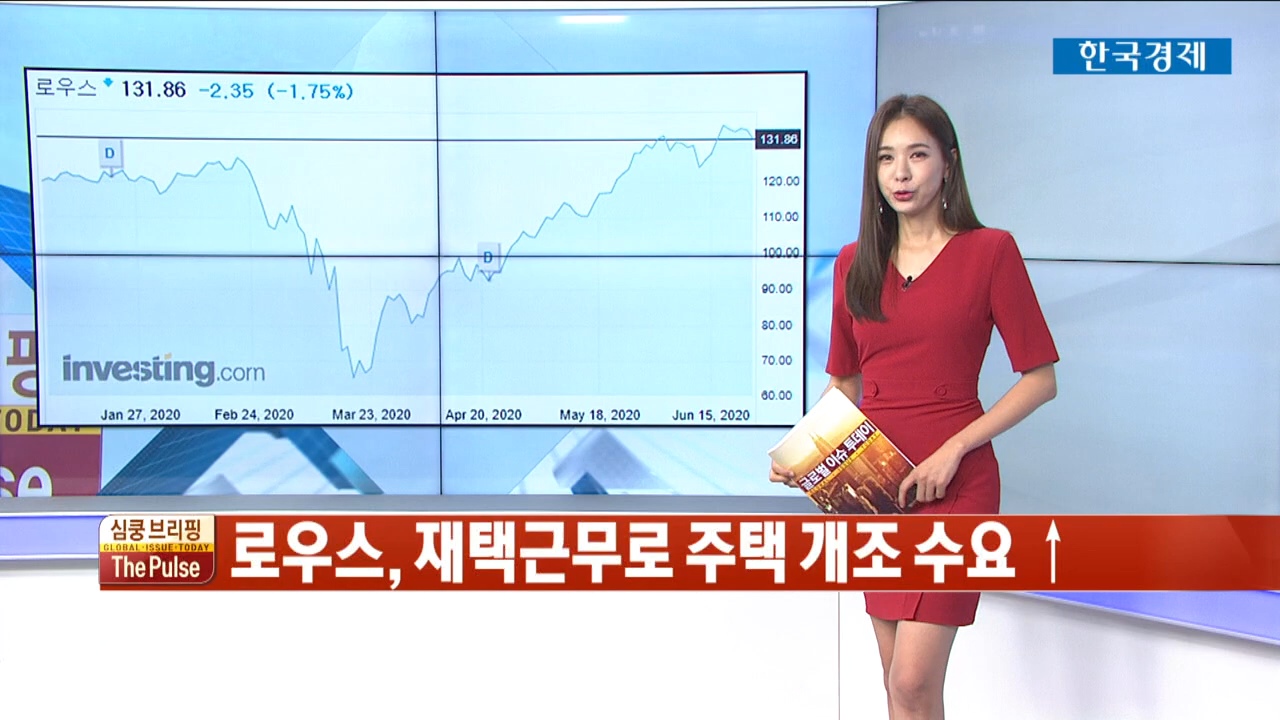 한국경제
로우스 131.86 -2.35 (-1.75%)
D
131.86
120.00
110.00
D
100.00
90.00
80.00
70.00
60.00
investing.com
Jan 27, 2020 Feb 24, 2020 Mar 23, 2020 Apr 20, 2020 May 18, 2020 Jun 15, 2020
핑
TODAY
se
글로벌 이슈 투데이
심쿵 브리핑
GLOBAL·ISSUE·TODAY
The Pulse
로우스, 재택근무로 주택 개조 수요 ↑